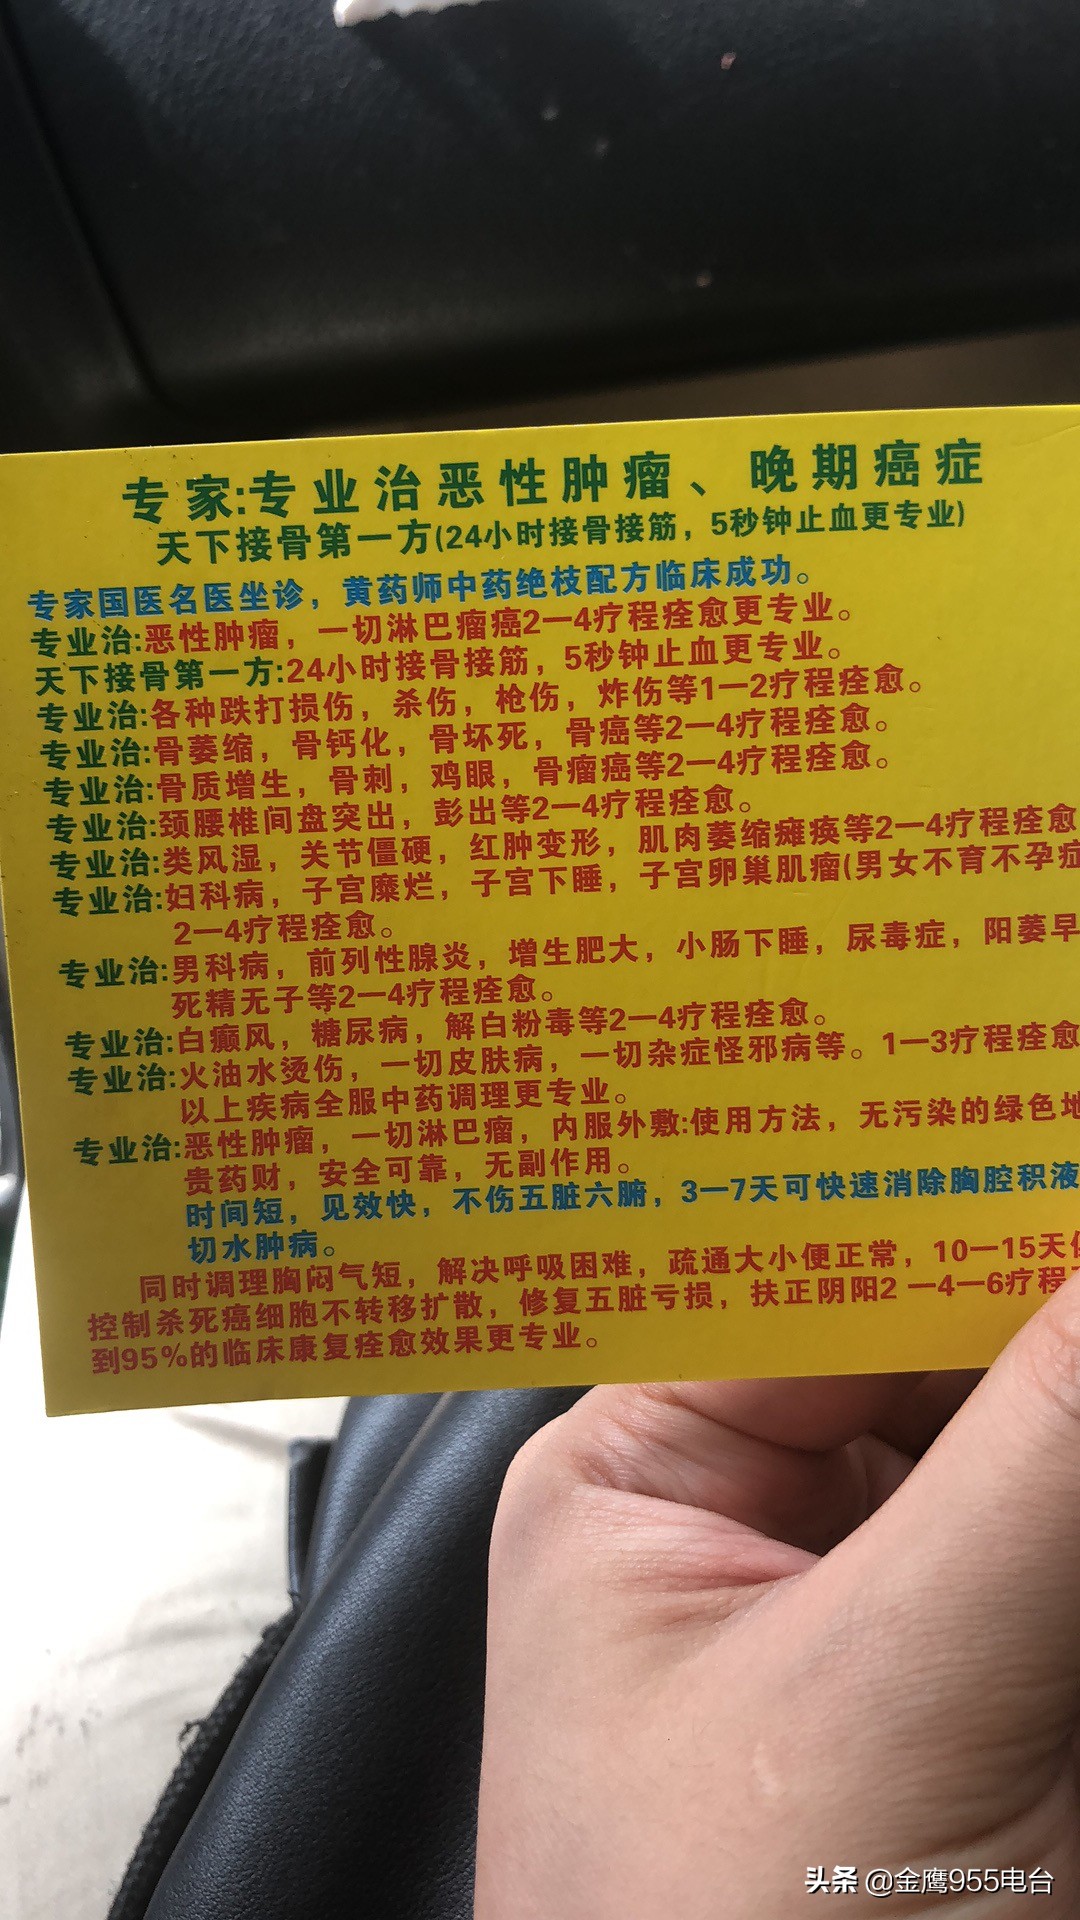 专家:专业治恶性肿瘤、晚期癌症
天下接骨第一方(24小时接骨接筋，5秒钟止血更专业)
专家国医名医坐诊，黄药师中药绝枝配方临床成功。
专业治:恶性肿瘤，一切淋巴瘤癌2—4疗程痊愈更专业。
天下接骨第一方:24小时接骨接筋，5秒钟止血更专业。
专业治:各种跌打损伤，杀伤，枪伤，炸伤等1—2疗程痊愈。
专业治:骨萎缩，骨钙化，骨坏死，骨癌等2—4疗程痊愈。
专业治:骨质增生，骨刺，鸡眼，骨瘤癌等2—4疗程痊愈。
专业治:颈腰椎间盘突出，彭出等2—4疗程痊愈。
专业治:类风湿，关节僵硬，红肿变形，肌肉萎缩瘫痪等2—4疗程痊愈
专业治:妇科病，子宫糜烂，子宫下睡，子宫卵巢肌瘤(男女不育不孕症
2—4疗程痊愈。
专业治:男科病，前列性腺炎，增生肥大，小肠下睡，尿毒症，阳萎早
死精无子等2—4疗程痊愈。
专业治:白癫风，糖尿病，解白粉毒等2—4疗程痊愈。
专业治:火油水烫伤，一切皮肤病，一切杂症怪邪病等。1—3疗程痊愈
以上疾病全服中药调理更专业。
专业治:恶性肿瘤，一切淋巴瘤，内服外敷:使用方法，无污染的绿色地
贵药财，安全可靠，无副作用。
时间短，见效快，不伤五脏六腑，3—7天可快速消除胸腔积液
切水肿病。
同时调理胸闷气短，解决呼吸困难，疏通大小便正常，10—15天
控制杀死癌细胞不转移扩散，修复五脏亏损，扶正阴阳2—4—6疗程
到95%的临床康复痊愈效果更专业。
头条 @金鹰955电台